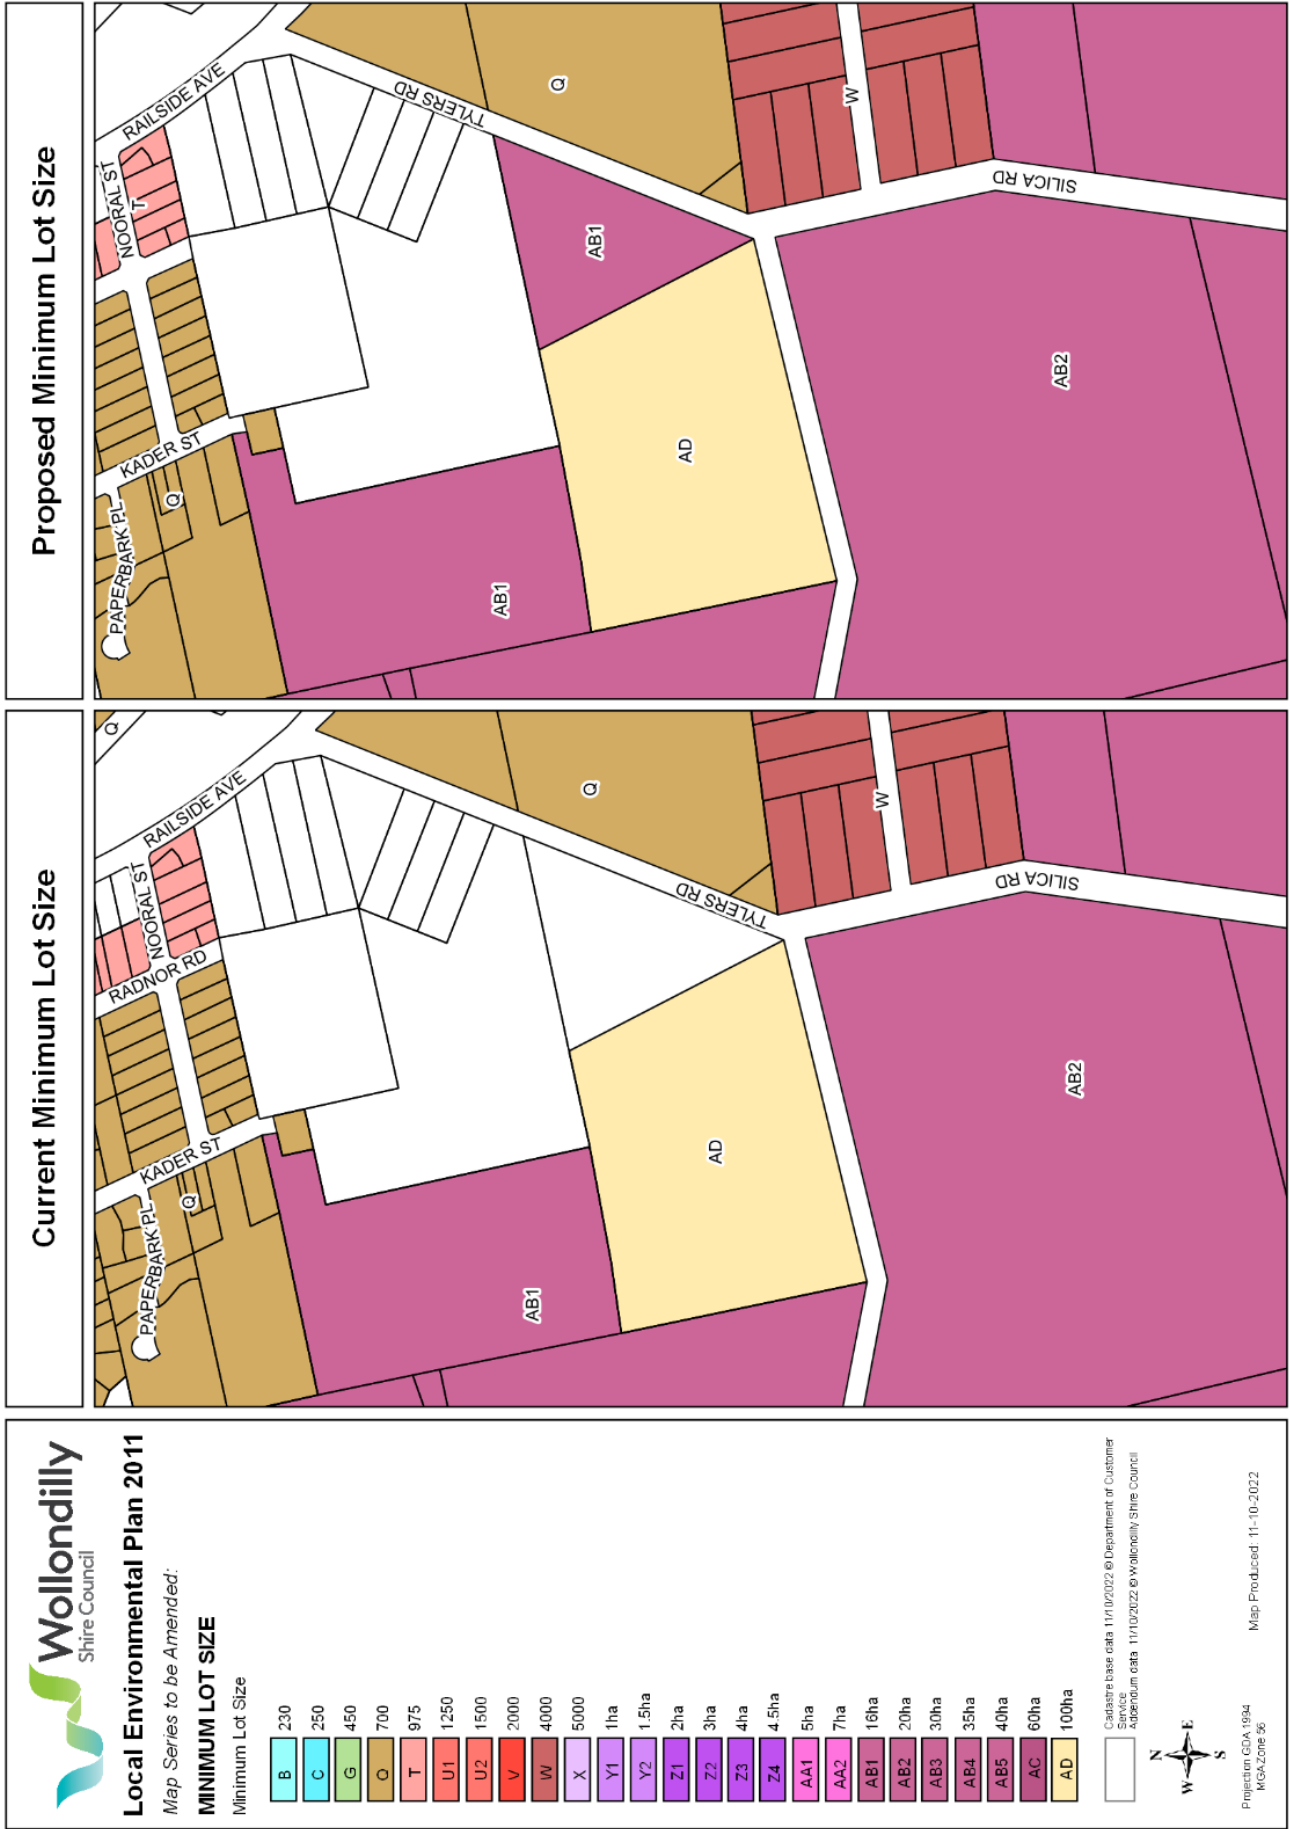 Wollondilly
Shire Council
Local Environmental Plan 2011
Map Series to be Amended:
MINIMUM LOT SIZE
Minimum Lot Size
B 230
C 250
G 450
Q 700
T 975
U1 1250
U2 1500
V 2000
W 4000
X 5000
Y1 1ha
Y2 1.5ha
Z1 2ha
Z2 3ha
Z3 4ha
Z4 4.5ha
AA1 5ha
AA2 7ha
AB1 16ha
AB2 20ha
AB3 30ha
AB4 35ha
AB5 40ha
AC 60ha
AD 100ha
Cadastre base data 11/10/2022 © Department of Customer
Service
Addendum data 11/10/2022 © Wollondilly Shire Council
N
W E
S
Projection GDA 1994
MGA Zone 56
Map Produced: 11-10-2022
Current Minimum Lot Size
Q
RAILSIDE AVE
NOORAL ST
RADNOR RD
KADER ST
Q
PAPERBARK PL
Q
TYLERS RD
W
SILICA RD
AB1
AD
AB2
Proposed Minimum Lot Size
RAILSIDE AVE
NOORAL ST
T
KADER ST
Q
PAPERBARK PL
TYLERS RD
Q
W
SILICA RD
AB1
AB1
AD
AB2